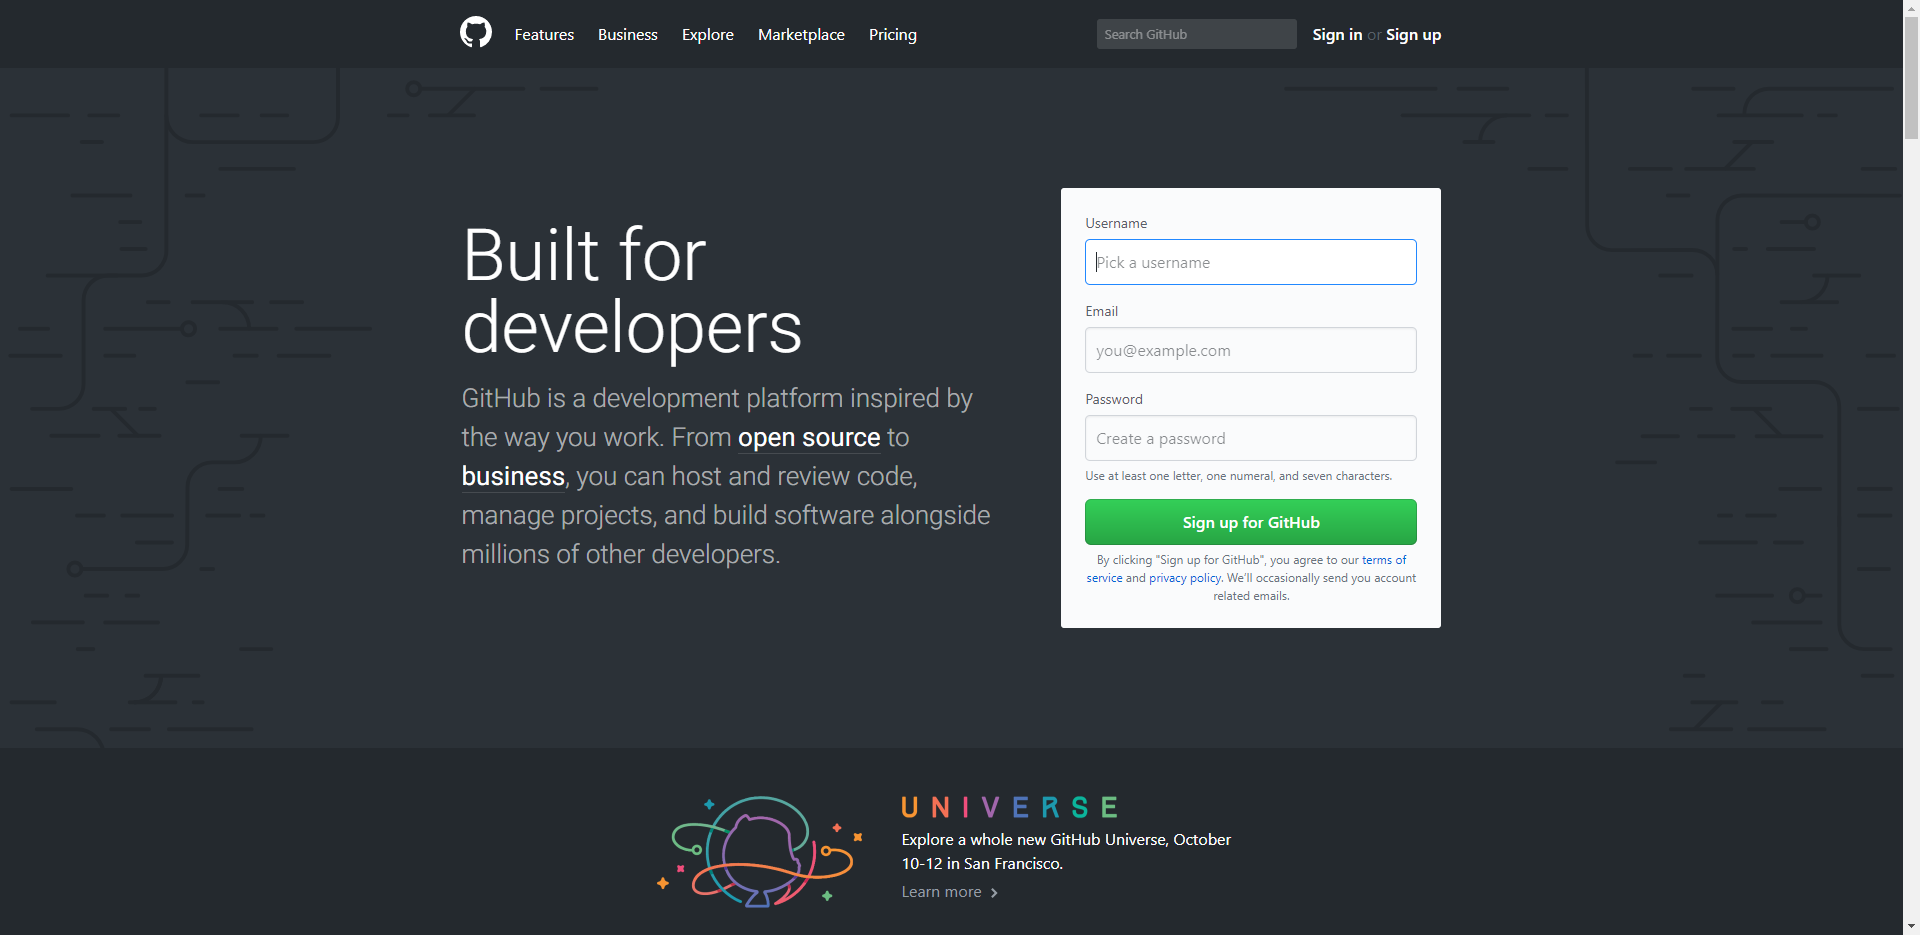 Features Business Explore Marketplace Pricing Search GitHub Sign in or Sign up
Built for
developers
GitHub is a development platform inspired by
the way you work. From open source to
business, you can host and review code,
manage projects, and build software alongside
millions of other developers.
Username
Pick a username
Email
you@example.com
Password
Create a password
Use at least one letter, one numeral, and seven characters.
Sign up for GitHub
By clicking "Sign up for GitHub", you agree to our terms of
service and privacy policy. We'll occasionally send you account
related emails.
UNIVERSE
Explore a whole new GitHub Universe, October
10-12 in San Francisco.
Learn more